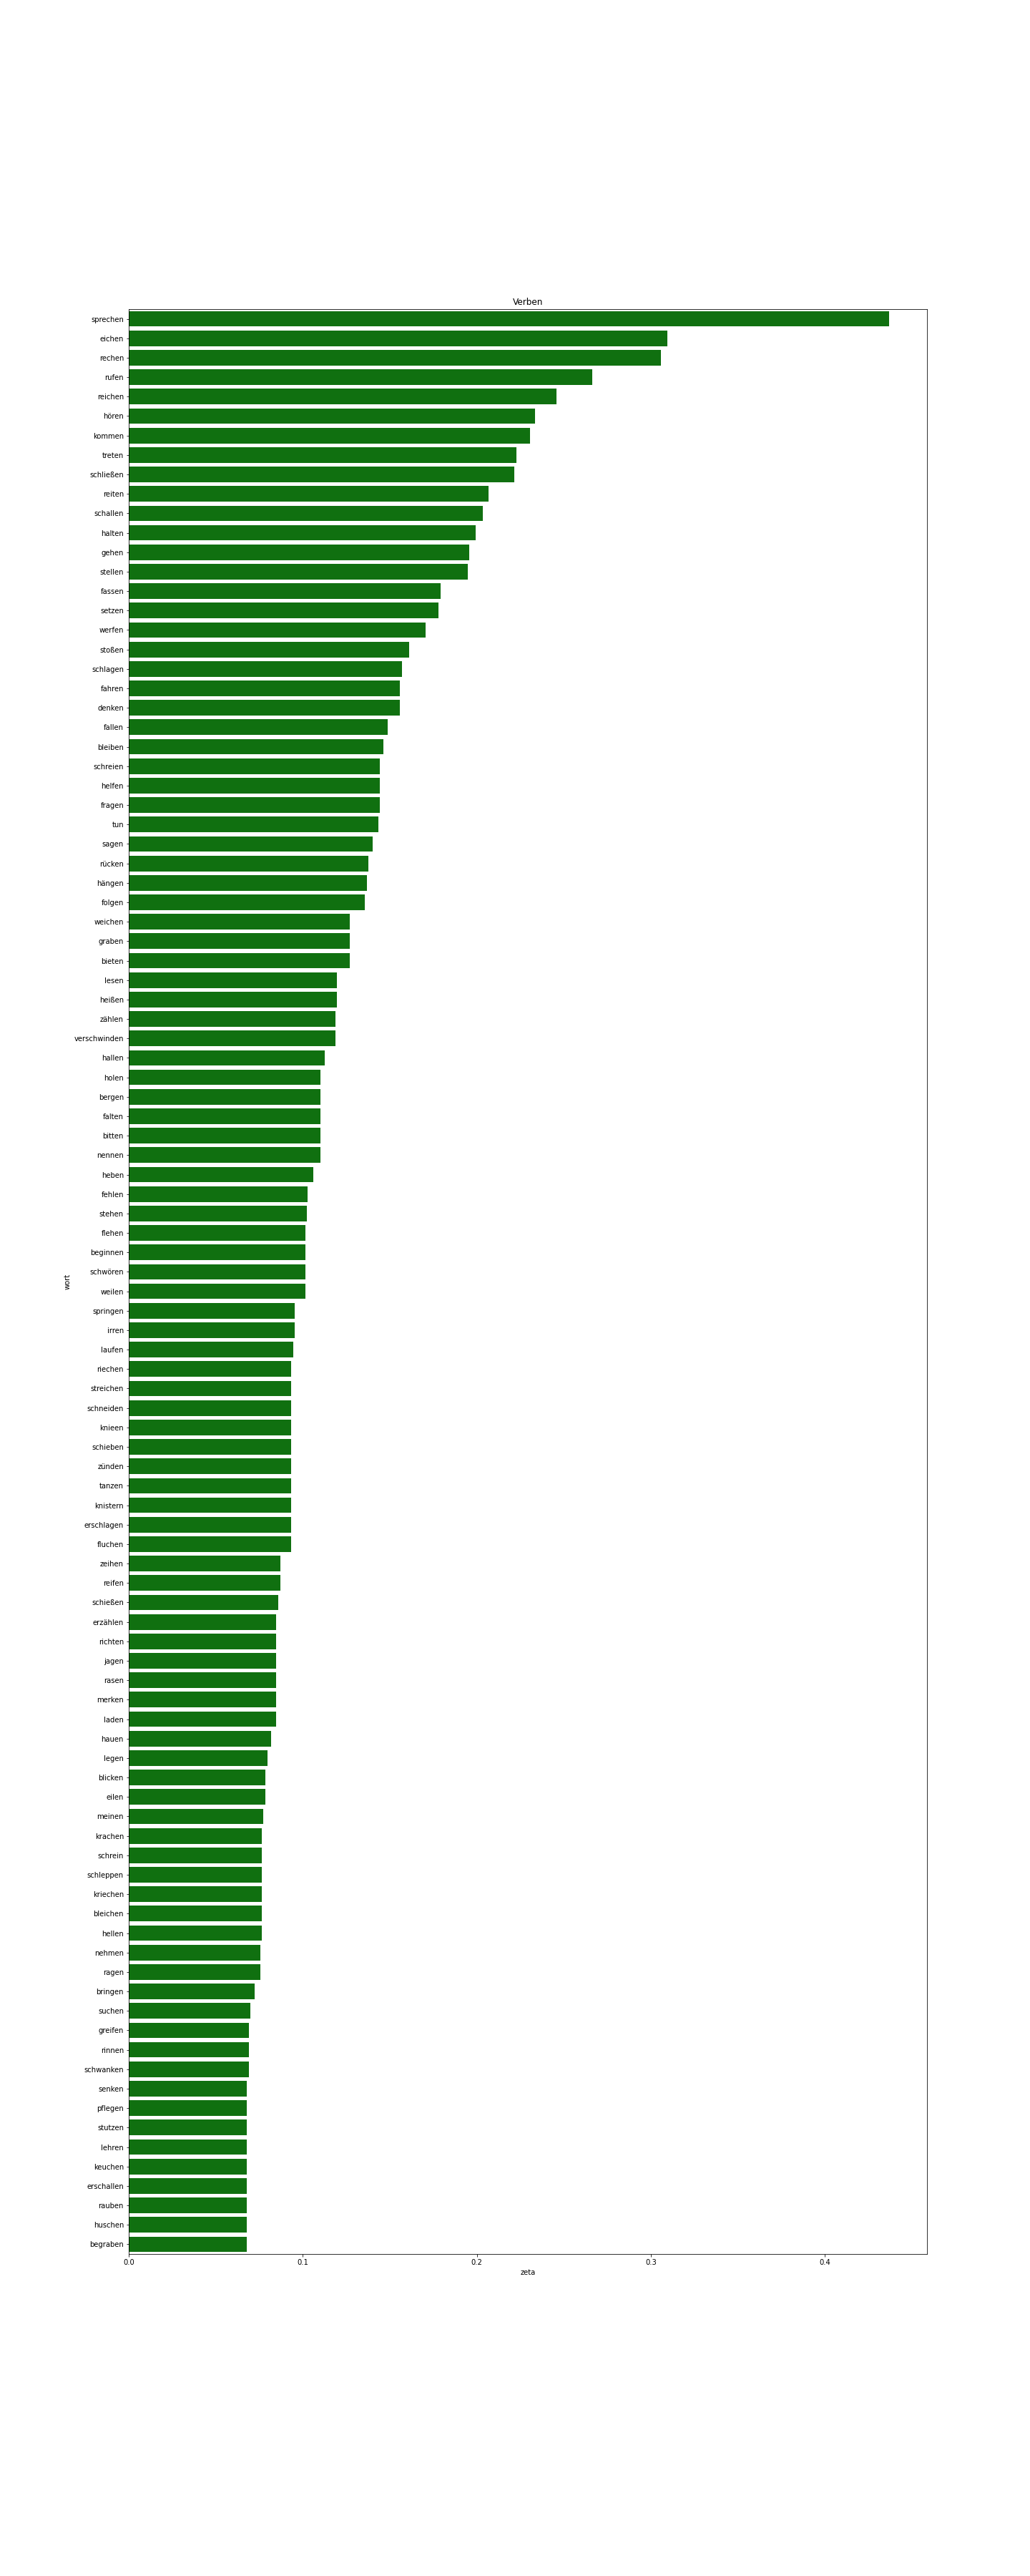 Verben
sprechen
eichen
rechen
rufen
reichen
hören
kommen
treten
schließen
reiten
schallen
halten
gehen
stellen
fassen
setzen
werfen
stoßen
schlagen
fahren
denken
fallen
bleiben
schreien
helfen
fragen
tun
sagen
rücken
hängen
folgen
weichen
graben
bieten
lesen
heißen
zählen
verschwinden
hallen
holen
bergen
falten
bitten
nennen
heben
fehlen
stehen
flehen
beginnen
schwören
weilen
springen
irren
laufen
riechen
streichen
schneiden
knieen
schieben
zünden
tanzen
knistern
erschlagen
fluchen
zeihen
reifen
schießen
erzählen
richten
jagen
rasen
merken
laden
hauen
legen
blicken
eilen
meinen
krachen
schrein
schleppen
kriechen
bleichen
hellen
nehmen
ragen
bringen
suchen
greifen
rinnen
schwanken
senken
pflegen
stutzen
lehren
keuchen
erschallen
rauben
huschen
begraben
wort
0.0 0.1 0.2 0.3 0.4
zeta